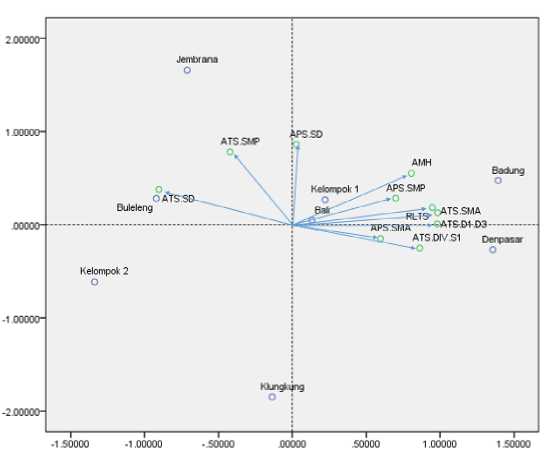 2.00000
Jembrana
1.00000
ATS.SMP
APS.SD
AMH
Badung
Kelompok 1
APS.SMP
ATS.SD
Buleleng
Bali
RLTS
ATS.SMA
.00000
APS.SMA
ATS.D1.D3
ATS.DIV.S1
Denpasar
Kelompok 2
-1.00000
Klungkung
-2.00000
-1.50000 -1.00000 -.50000 .00000 .50000 1.00000 1.50000